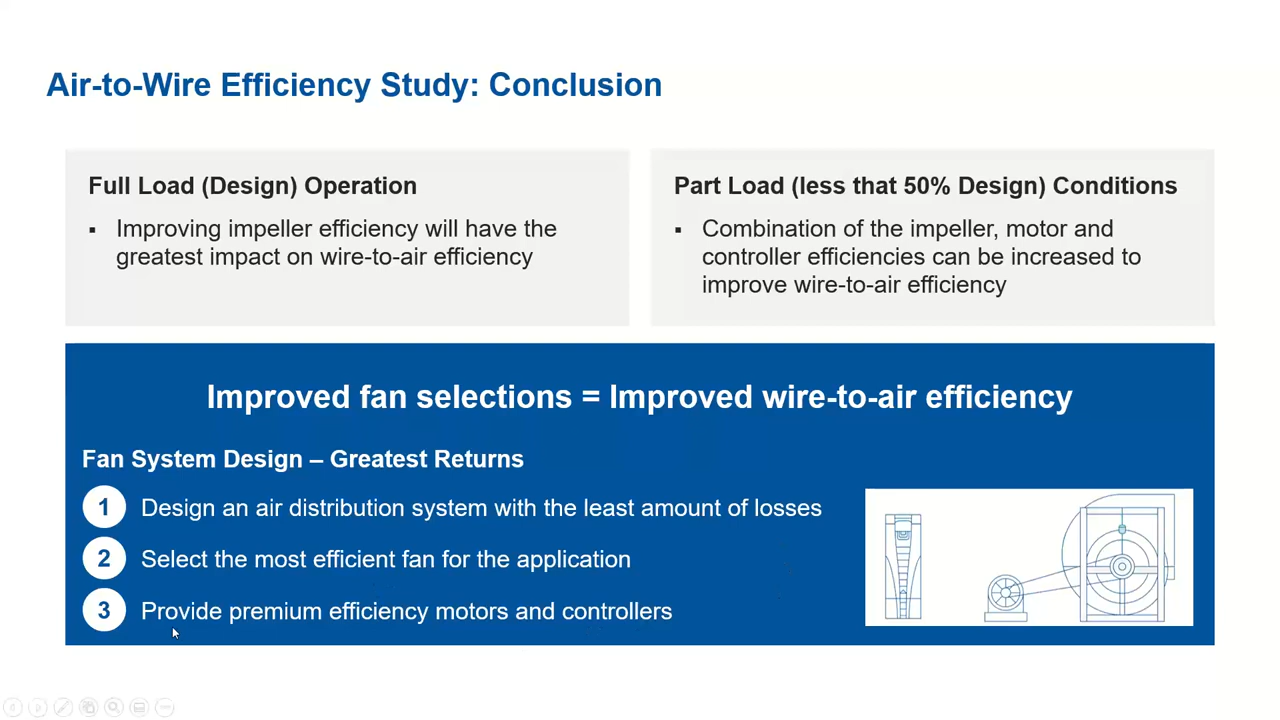 Air-to-Wire Efficiency Study: Conclusion
Full Load (Design) Operation
▪ Improving impeller efficiency will have the
greatest impact on wire-to-air efficiency
Part Load (less that 50% Design) Conditions
▪ Combination of the impeller, motor and
controller efficiencies can be increased to
improve wire-to-air efficiency
Improved fan selections = Improved wire-to-air efficiency
Fan System Design – Greatest Returns
1 Design an air distribution system with the least amount of losses
2 Select the most efficient fan for the application
3 Provide premium efficiency motors and controllers